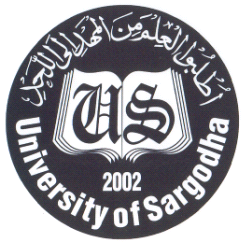 اطلبوا العلم من المهد الى اللحد
US
2002
University of Sargodha